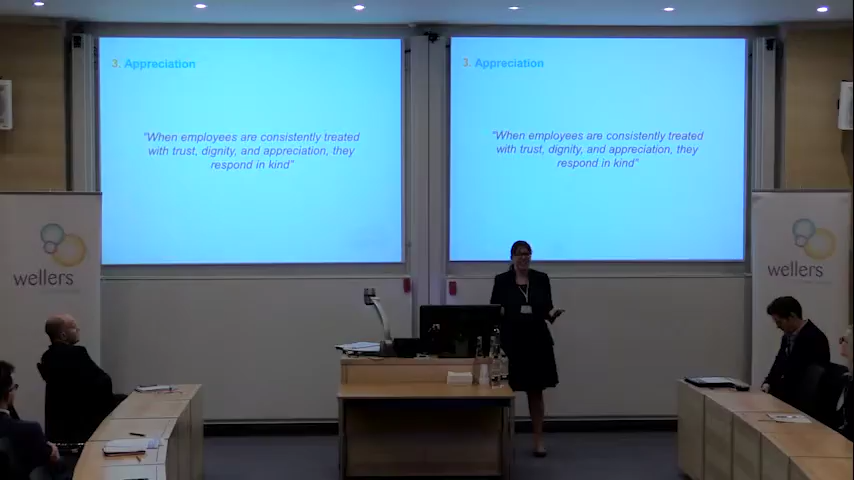 3. Appreciation
"When employees are consistently treated
with trust, dignity, and appreciation, they
respond in kind"
3. Appreciation
"When employees are consistently treated
with trust, dignity, and appreciation, they
respond in kind"
wellers
wellers